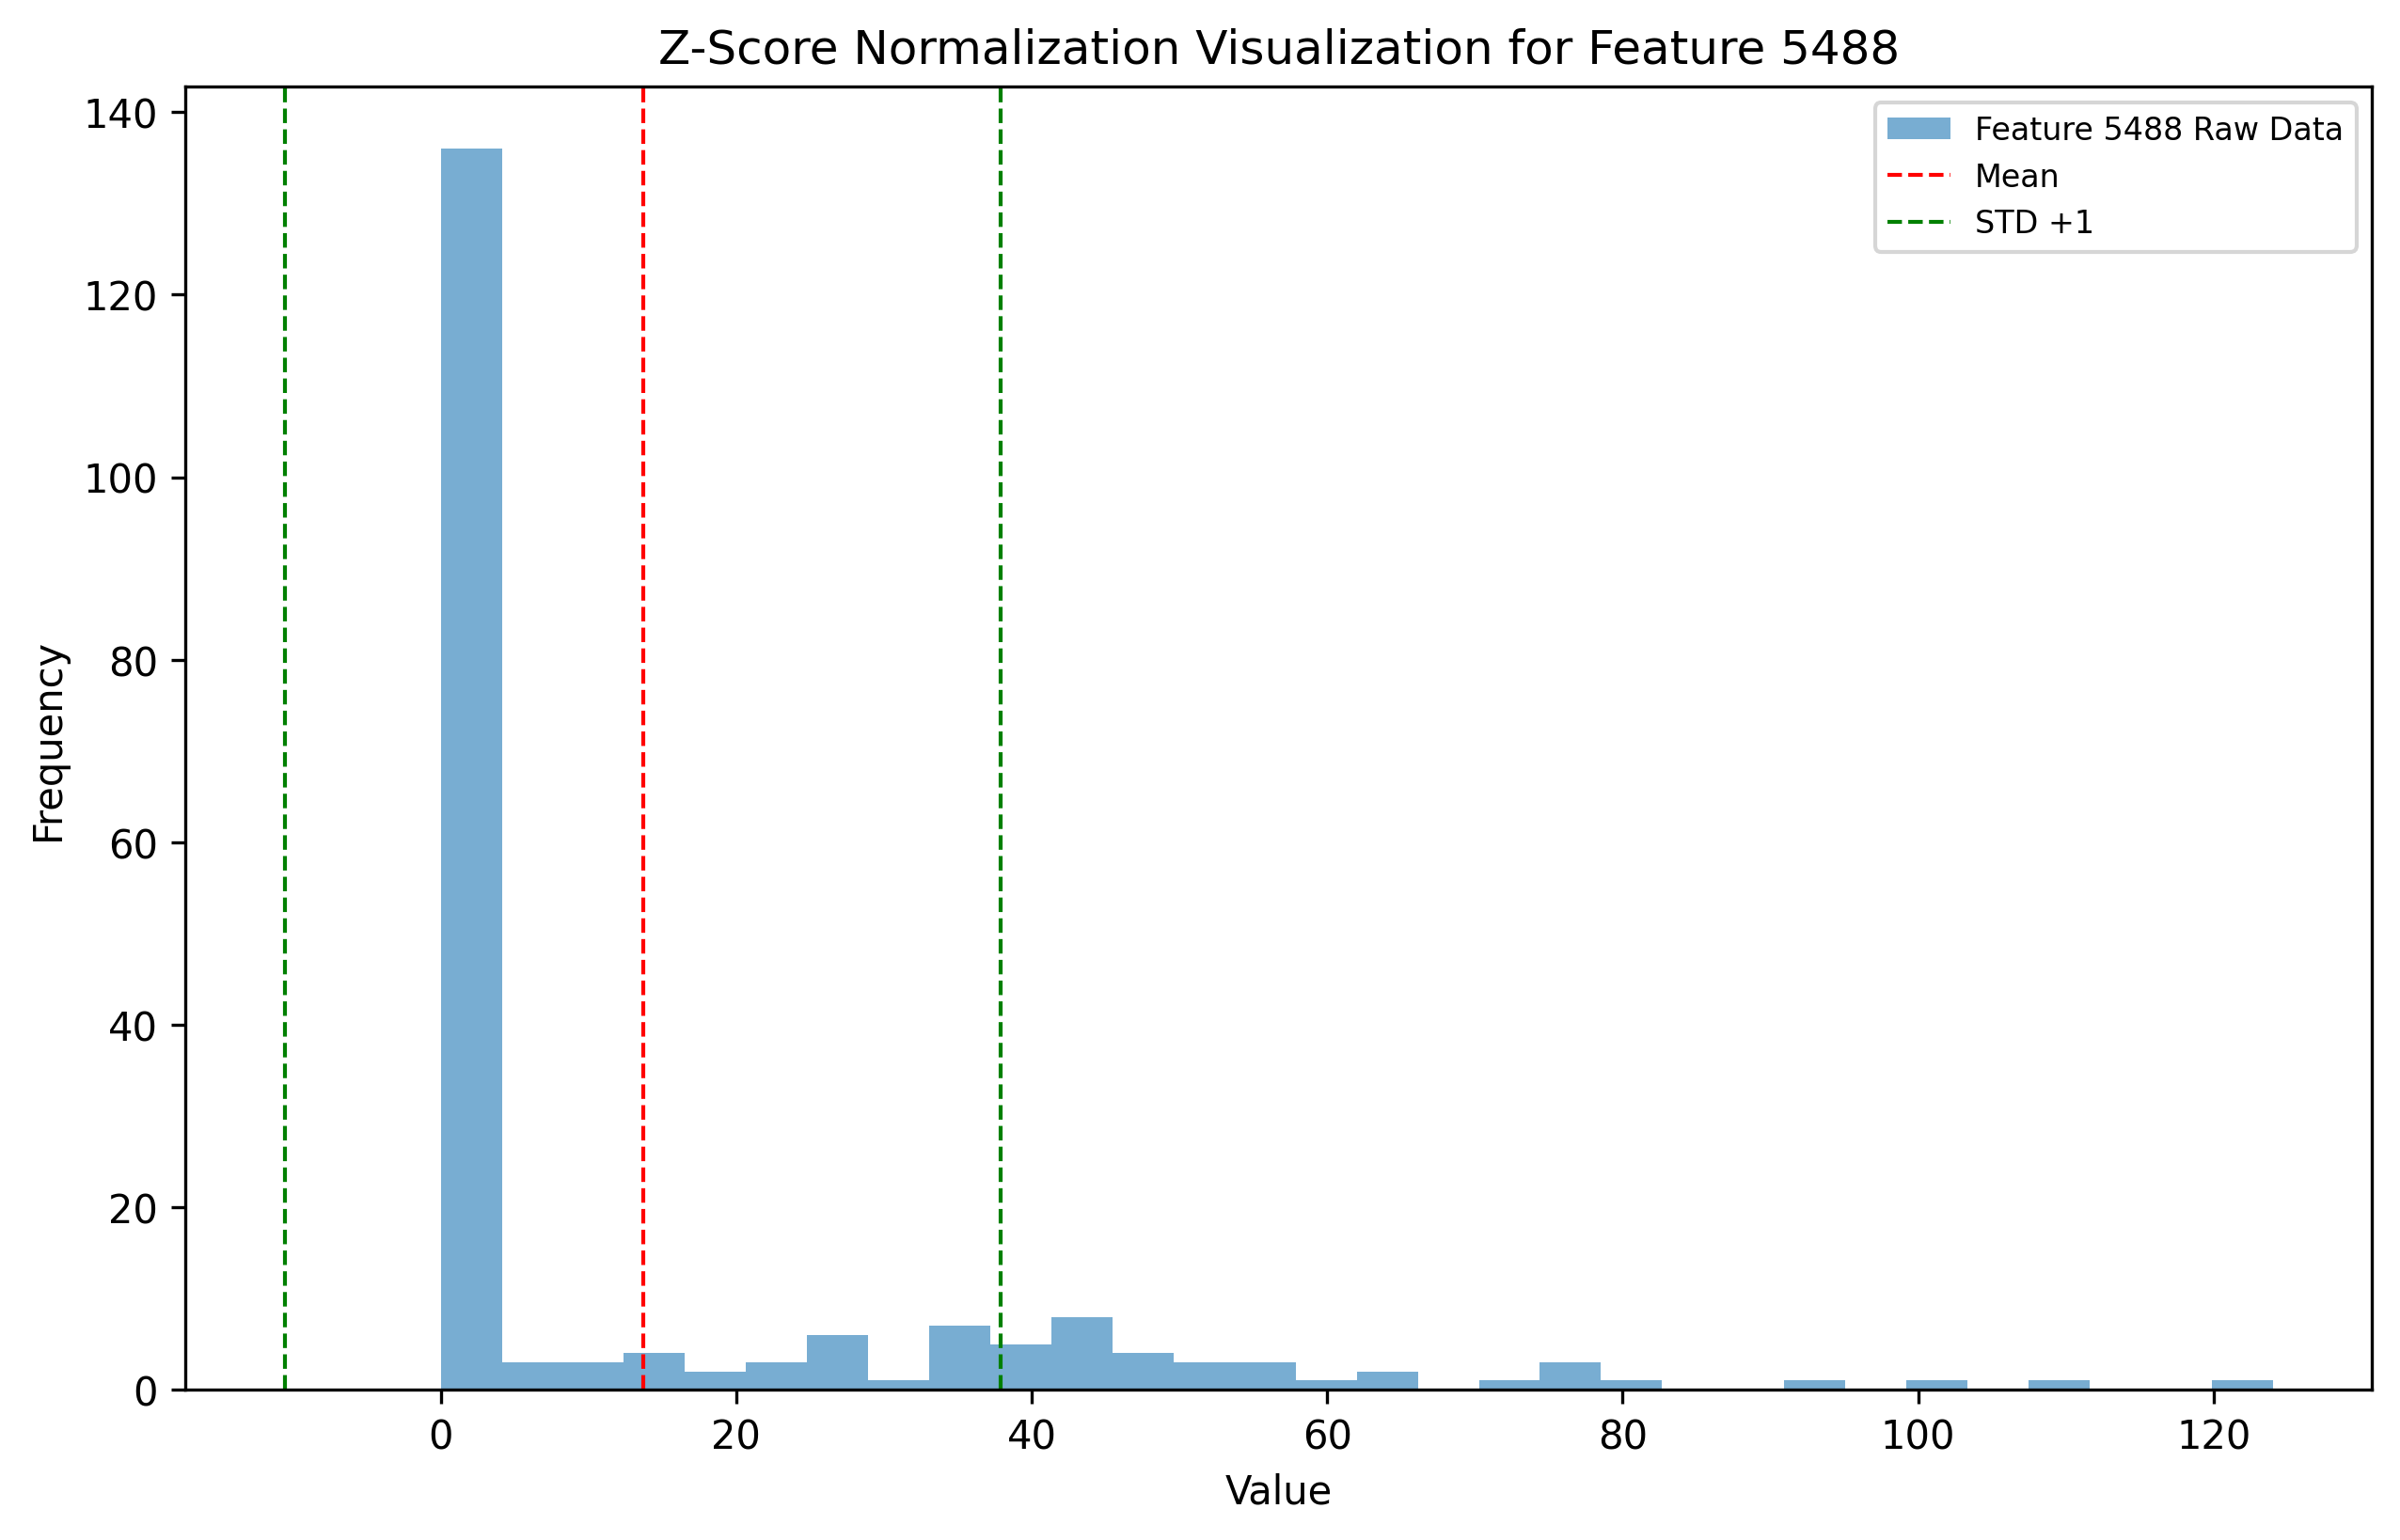 Z-Score Normalization Visualization for Feature 5488
Feature 5488 Raw Data
Mean
STD +1
140
120
100
80
60
40
20
0
Frequency
0 20 40 60 80 100 120
Value